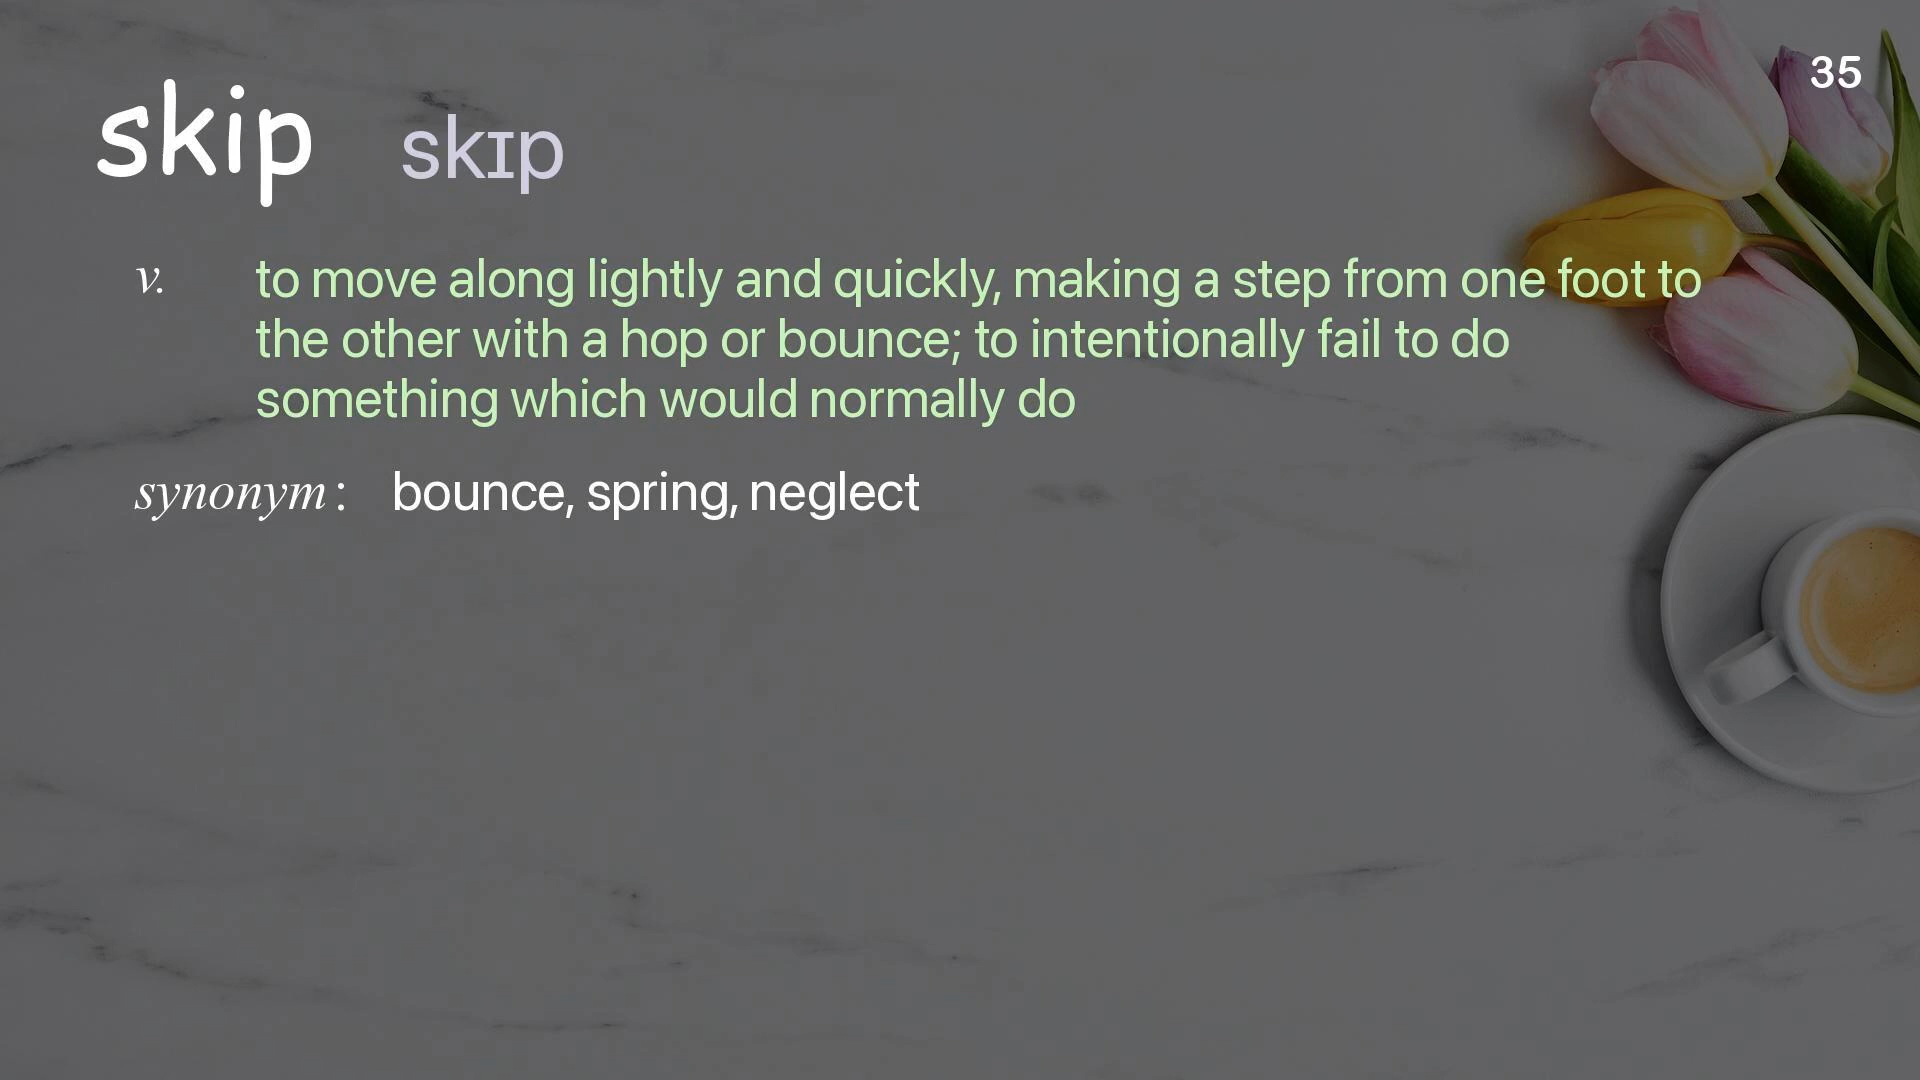 35
skip skɪp
v. to move along lightly and quickly, making a step from one foot to
the other with a hop or bounce; to intentionally fail to do
something which would normally do
synonym : bounce, spring, neglect